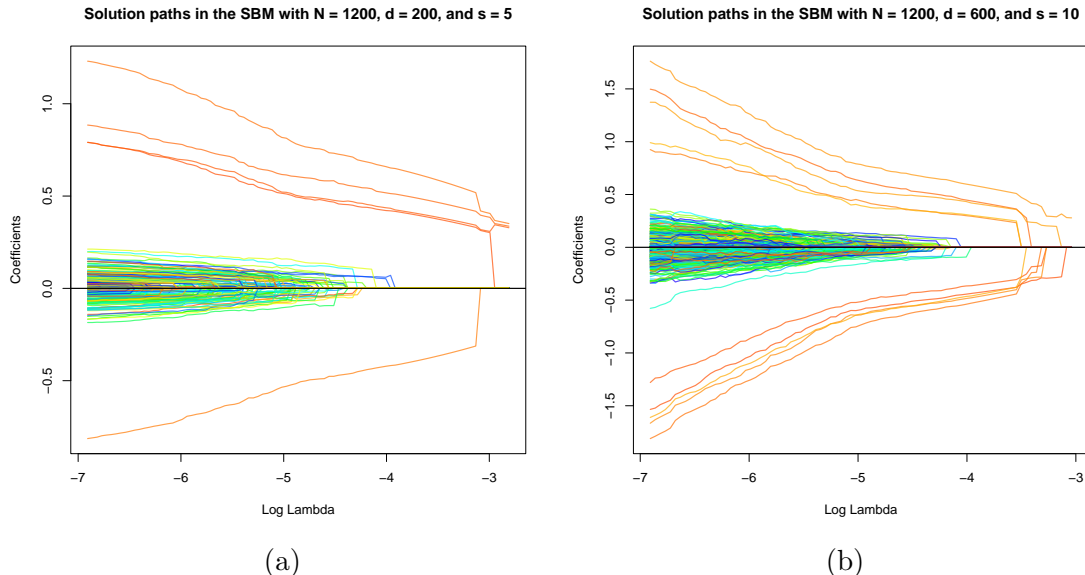 Solution paths in the SBM with N = 1200, d = 200, and s = 5
Coefficients
1.0
0.5
0.0
−0.5
−7
−6
−5
−4
−3
Log Lambda
(a)
Solution paths in the SBM with N = 1200, d = 600, and s = 10
Coefficients
1.5
1.0
0.5
0.0
−0.5
−1.0
−1.5
−7
−6
−5
−4
−3
Log Lambda
(b)